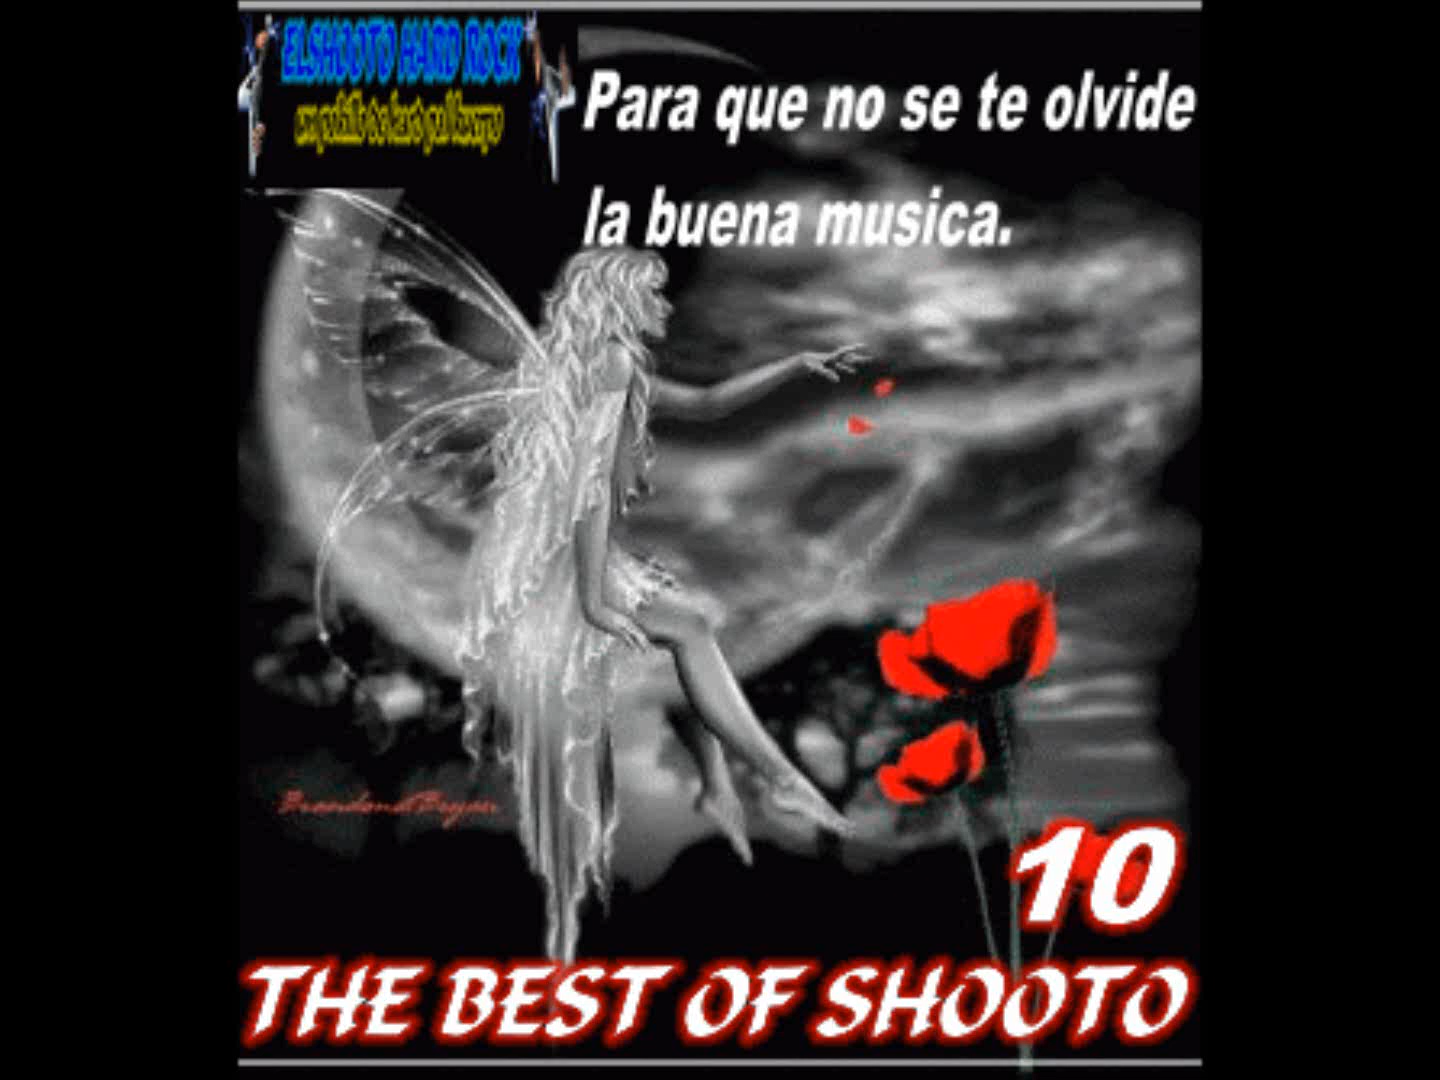 ELSHOOTO HARD ROCK
Para que no se te olvide
la buena musica.
10
THE BEST OF SHOOTO